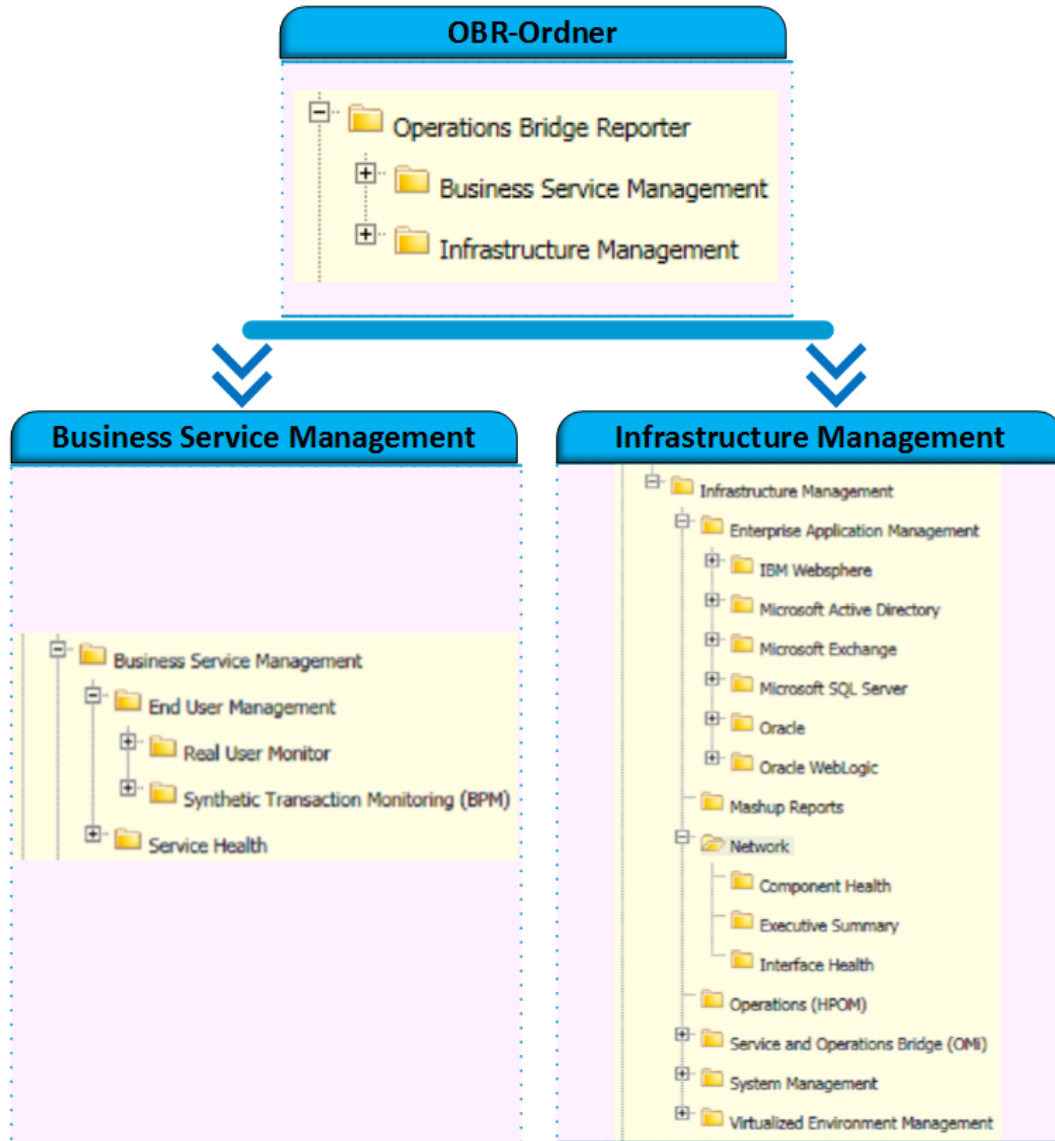 OBR-Ordner
Operations Bridge Reporter
Business Service Management
Infrastructure Management
Business Service Management
Business Service Management
End User Management
Real User Monitor
Synthetic Transaction Monitoring (BPM)
Service Health
Infrastructure Management
Infrastructure Management
Enterprise Application Management
IBM Websphere
Microsoft Active Directory
Microsoft Exchange
Microsoft SQL Server
Oracle
Oracle WebLogic
Mashup Reports
Network
Component Health
Executive Summary
Interface Health
Operations (HPOM)
Service and Operations Bridge (OMi)
System Management
Virtualized Environment Management